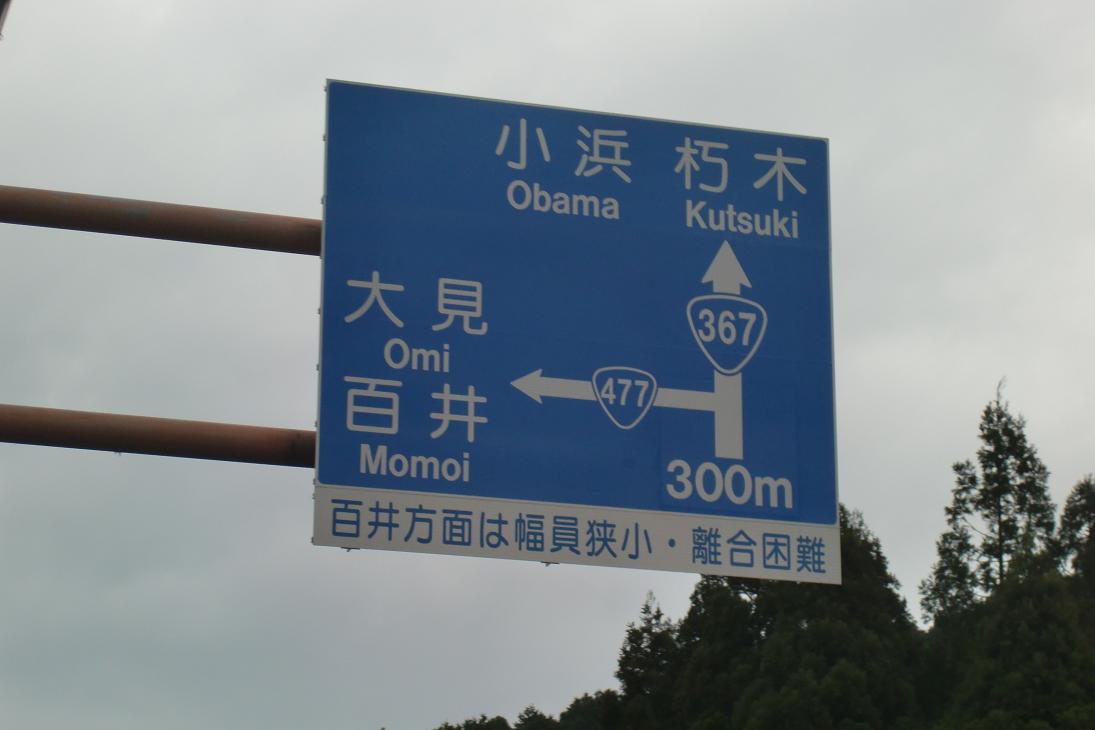 小浜 朽木
Obama Kutsuki
367
大見
Omi
477
百井
Momoi
300m
百井方面は幅員狭小・離合困難